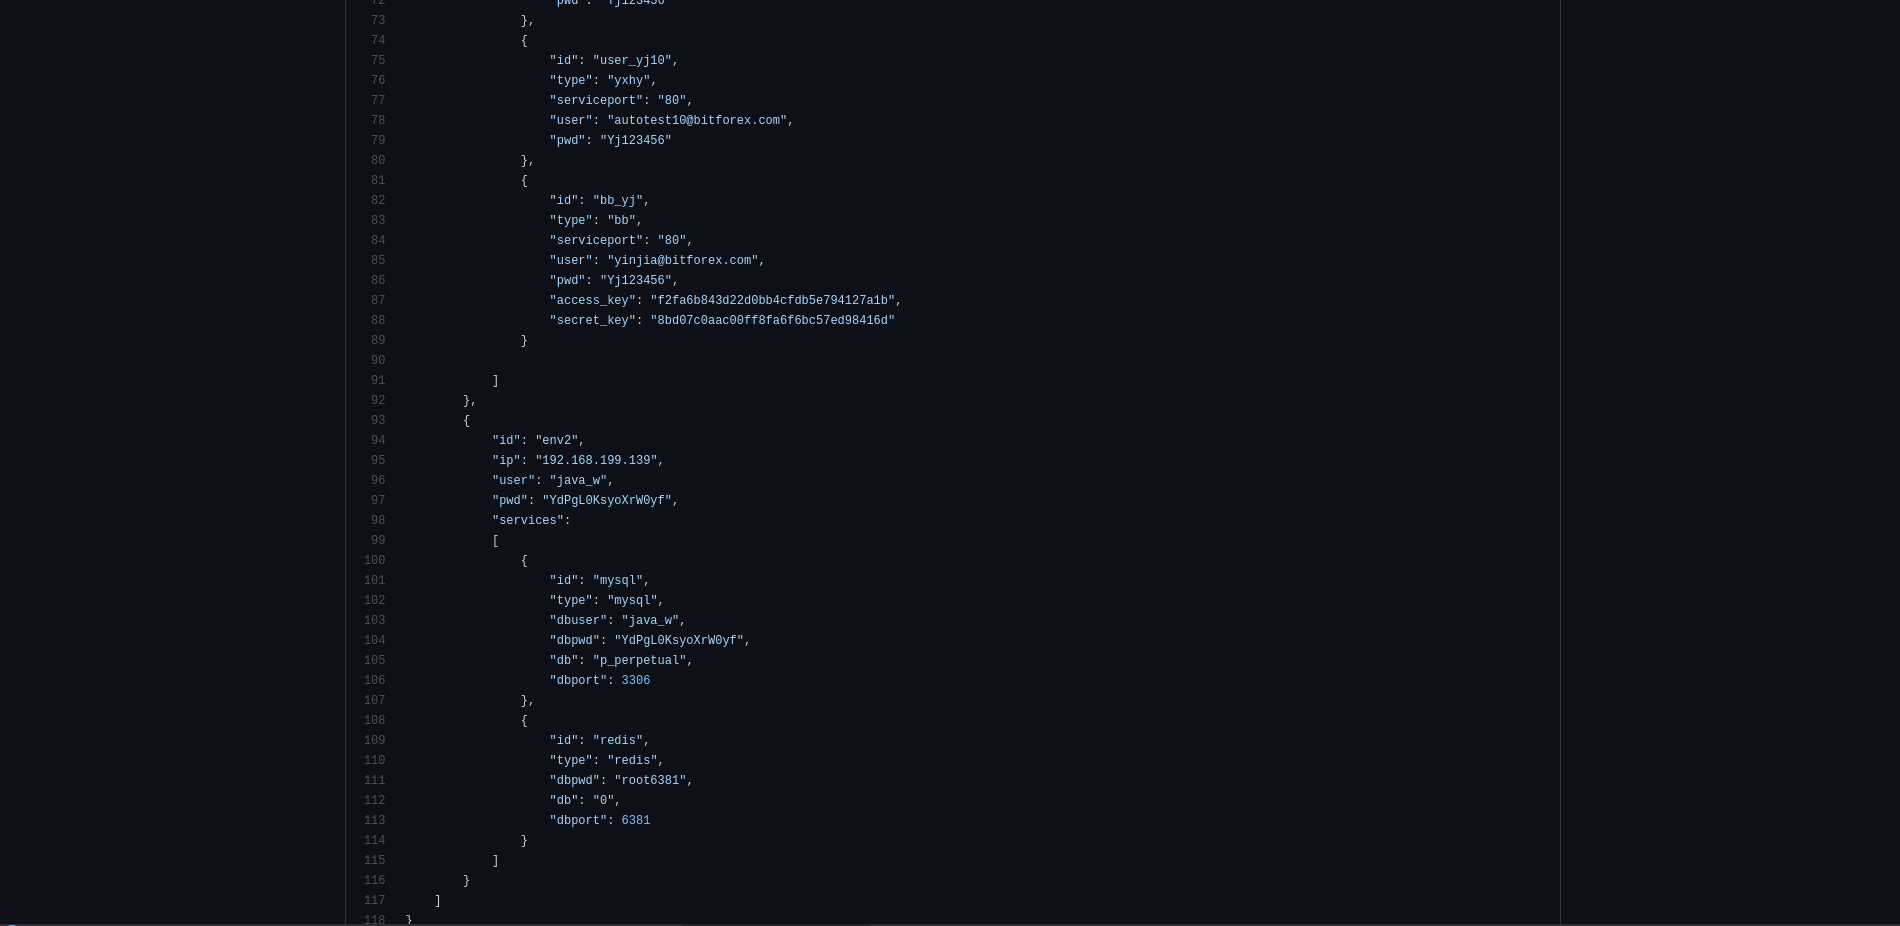 72 "pwd": "Yj123456"
73 },
74 {
75 "id": "user_yj10",
76 "type": "yxhy",
77 "serviceport": "80",
78 "user": "autotest10@bitforex.com",
79 "pwd": "Yj123456"
80 },
81 {
82 "id": "bb_yj",
83 "type": "bb",
84 "serviceport": "80",
85 "user": "yinjia@bitforex.com",
86 "pwd": "Yj123456",
87 "access_key": "f2fa6b843d22d0bb4cfdb5e794127a1b",
88 "secret_key": "8bd07c0aac00ff8fa6f6bc57ed98416d"
89 }
90
91 ]
92 },
93 {
94 "id": "env2",
95 "ip": "192.168.199.139",
96 "user": "java_w",
97 "pwd": "YdPgL0KsyoXrW0yf",
98 "services":
99 [
100 {
101 "id": "mysql",
102 "type": "mysql",
103 "dbuser": "java_w",
104 "dbpwd": "YdPgL0KsyoXrW0yf",
105 "db": "p_perpetual",
106 "dbport": 3306
107 },
108 {
109 "id": "redis",
110 "type": "redis",
111 "dbpwd": "root6381",
112 "db": "0",
113 "dbport": 6381
114 }
115 ]
116 }
117 ]
118 }